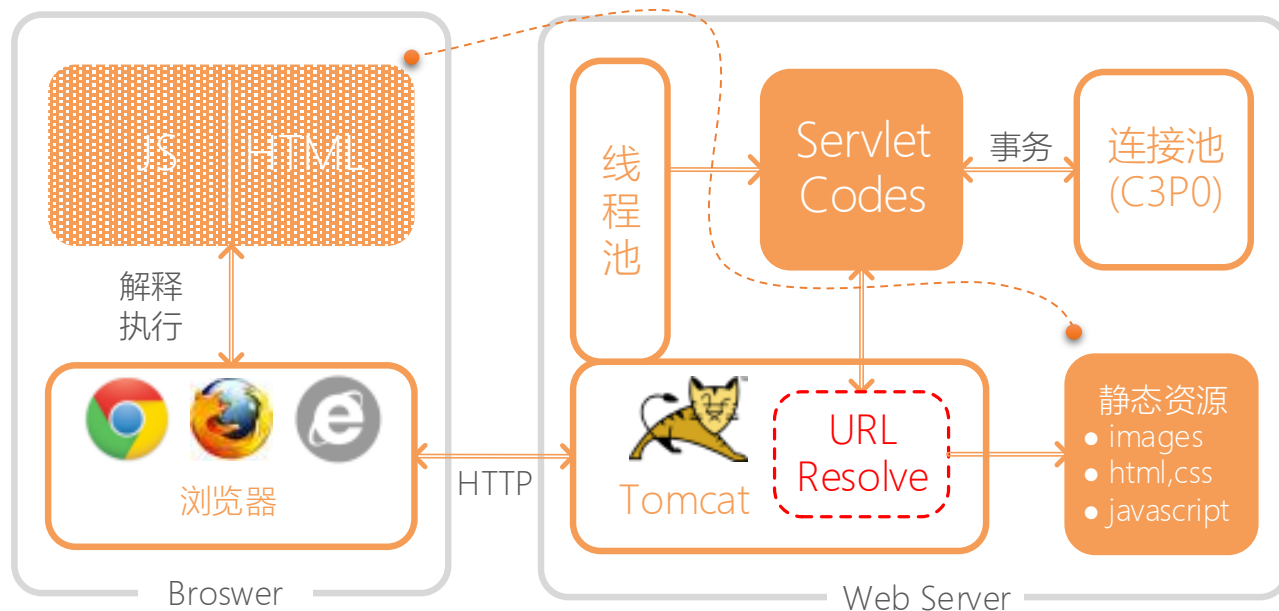 JS
HTML
解释
执行
浏览器
Broswer
HTTP
线
程
池
Servlet
Codes
事务
连接池
(C3P0)
TM
Tomcat
URL
Resolve
静态资源
● images
● html,css
● javascript
Web Server